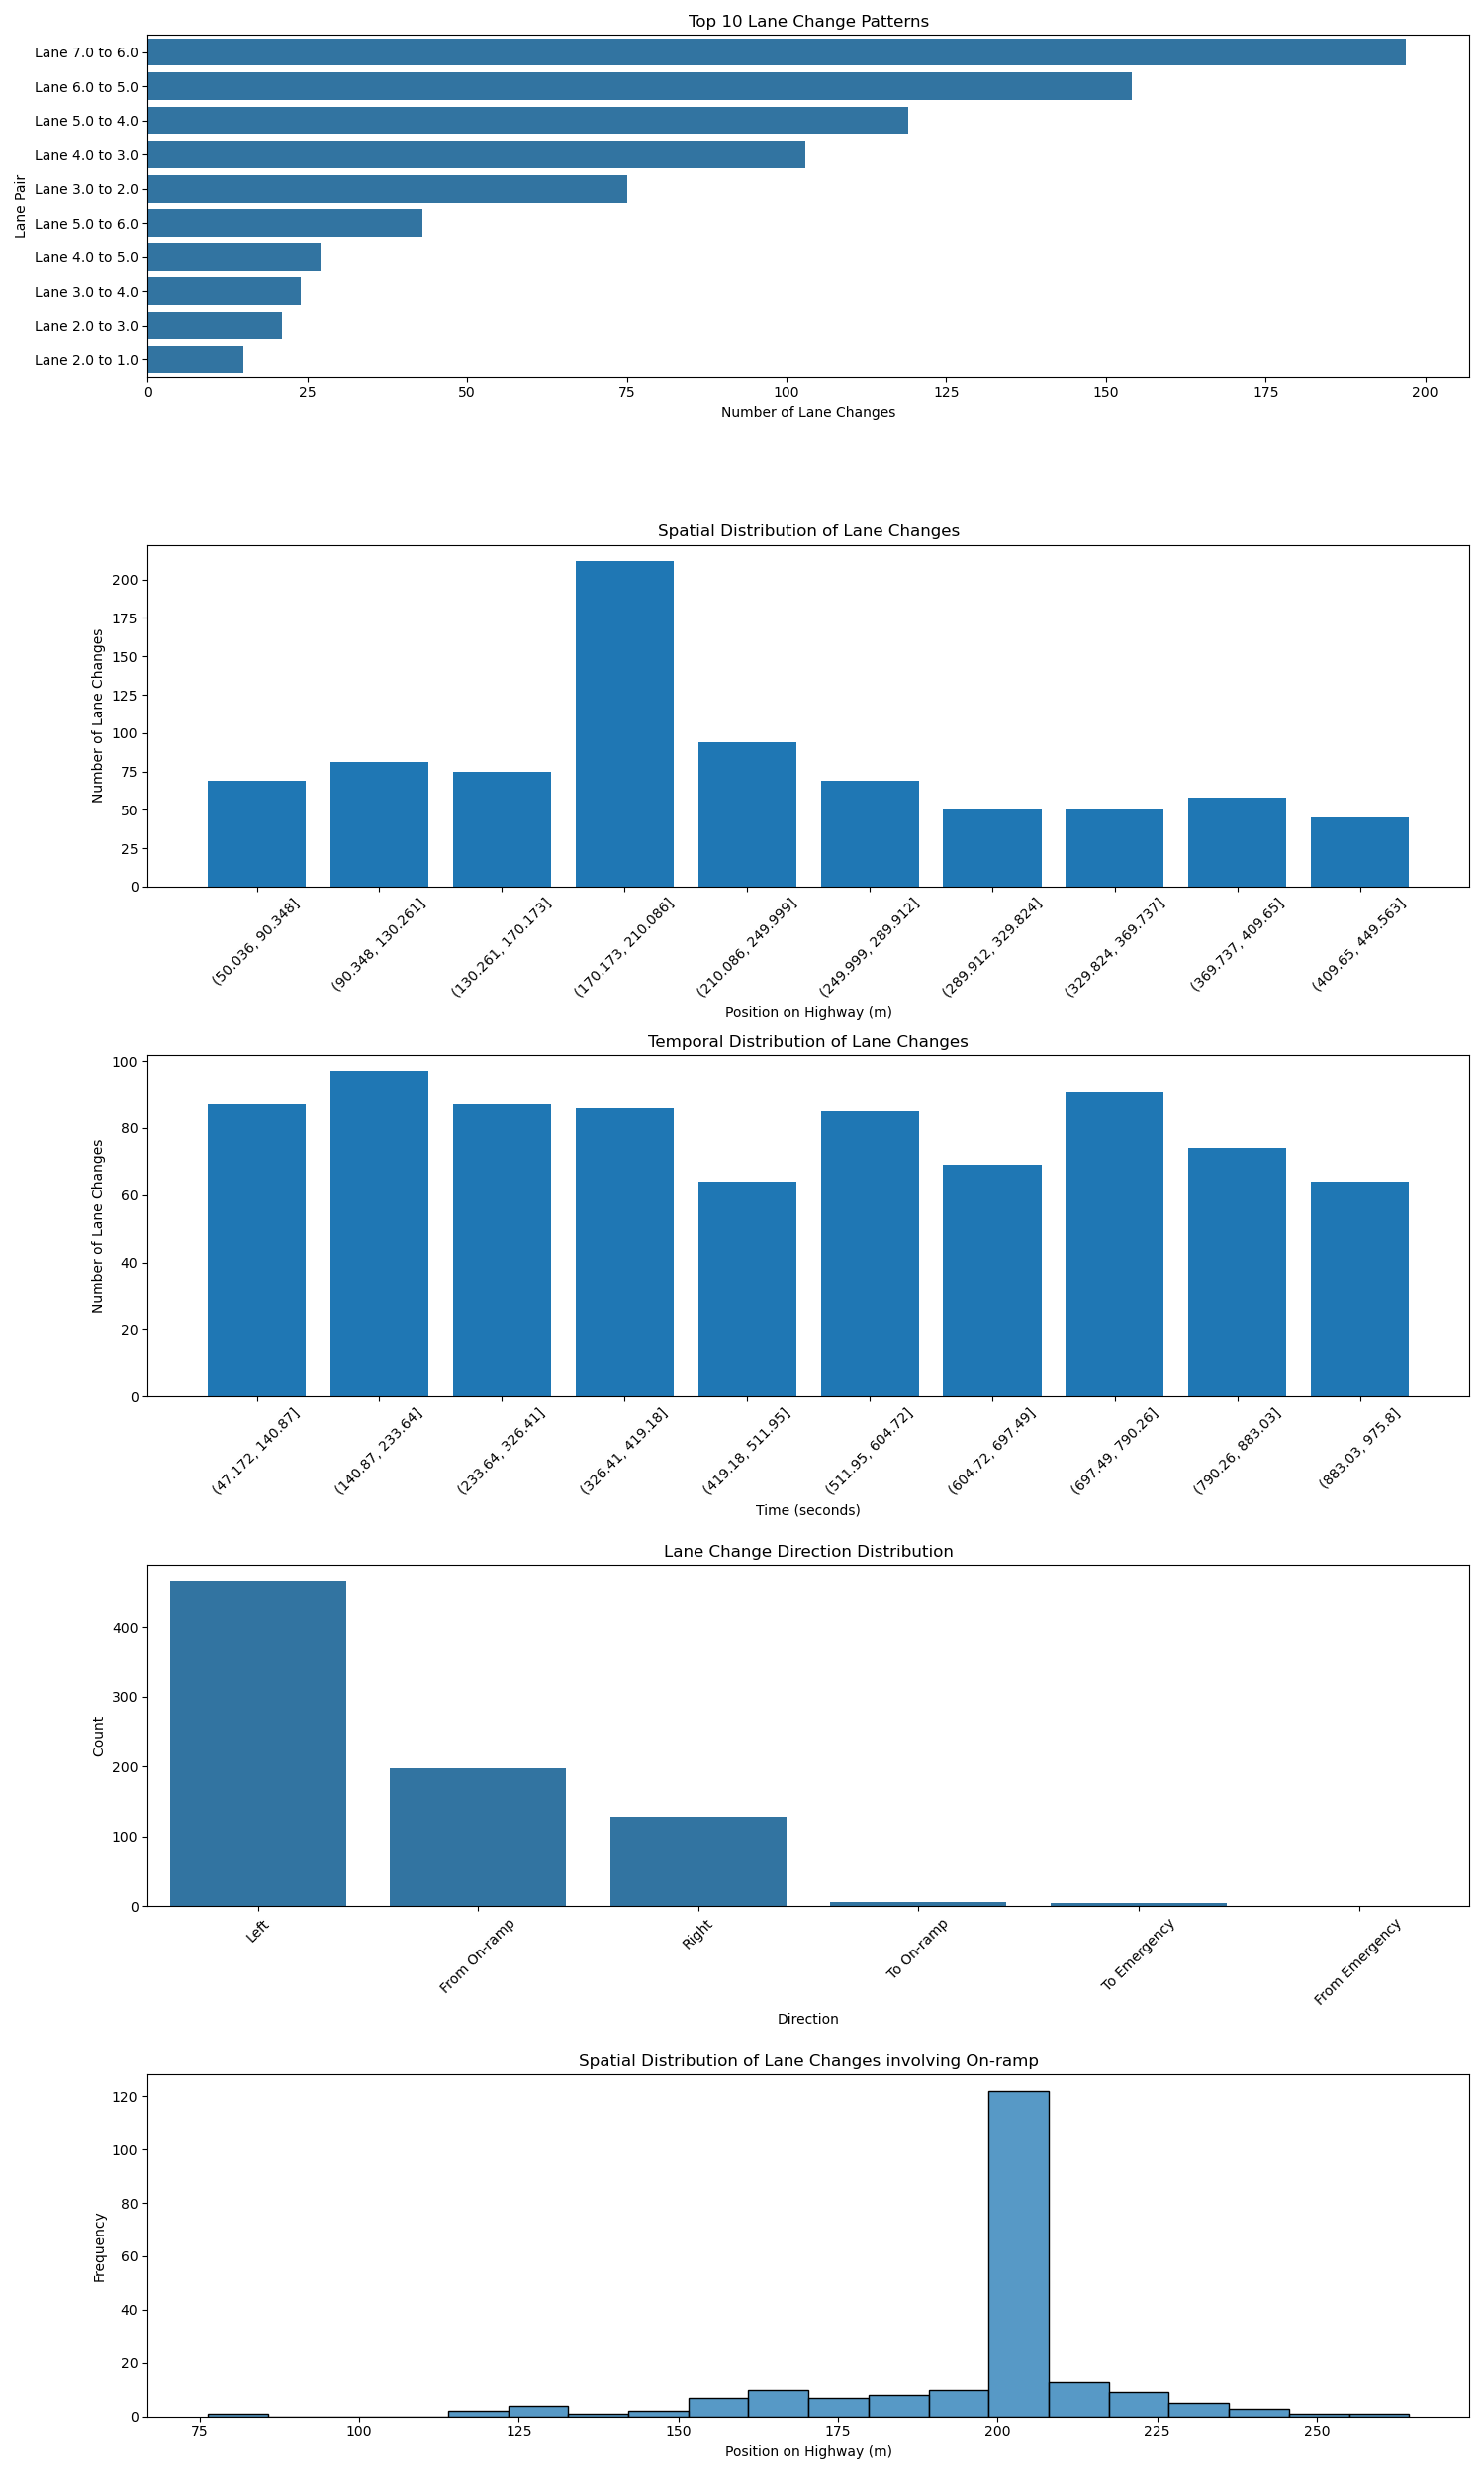 Top 10 Lane Change Patterns
Lane Pair
Lane 7.0 to 6.0
Lane 6.0 to 5.0
Lane 5.0 to 4.0
Lane 4.0 to 3.0
Lane 3.0 to 2.0
Lane 5.0 to 6.0
Lane 4.0 to 5.0
Lane 3.0 to 4.0
Lane 2.0 to 3.0
Lane 2.0 to 1.0
0 25 50 75 100 125 150 175 200
Number of Lane Changes
Spatial Distribution of Lane Changes
Number of Lane Changes
200
175
150
125
100
75
50
25
0
(50.036, 90.348] (90.348, 130.261] (130.261, 170.173] (170.173, 210.086] (210.086, 249.999] (249.999, 289.912] (289.912, 329.824] (329.824, 369.737] (369.737, 409.65] (409.65, 449.563]
Position on Highway (m)
Temporal Distribution of Lane Changes
Number of Lane Changes
100
80
60
40
20
0
(47.172, 140.87] (140.87, 233.64] (233.64, 326.41] (326.41, 419.18] (419.18, 511.95] (511.95, 604.72] (604.72, 697.49] (697.49, 790.26] (790.26, 883.03] (883.03, 975.8]
Time (seconds)
Lane Change Direction Distribution
Count
400
300
200
100
0
Left From On-ramp Right To On-ramp To Emergency From Emergency
Direction
Spatial Distribution of Lane Changes involving On-ramp
Frequency
120
100
80
60
40
20
0
75 100 125 150 175 200 225 250
Position on Highway (m)